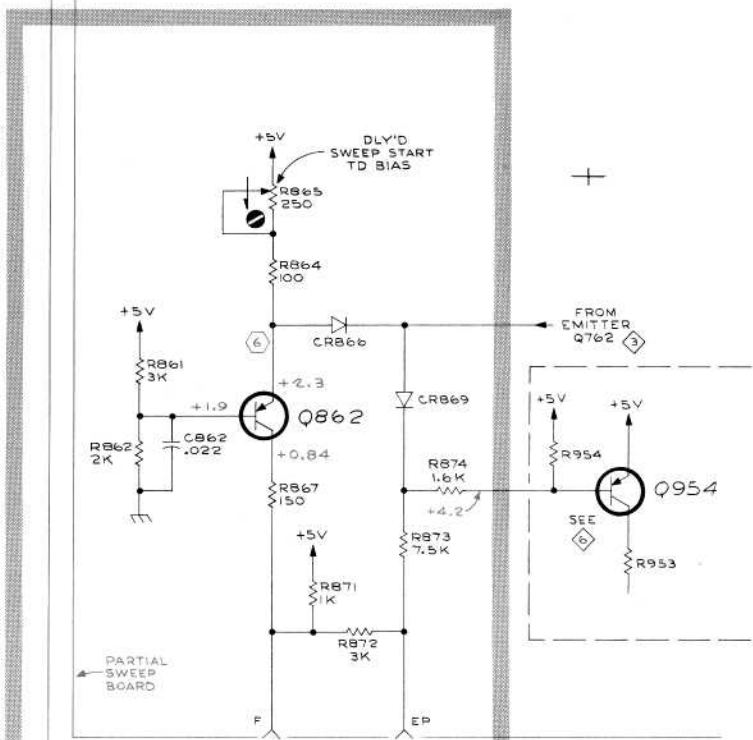 +5V
DLY'D
SWEEP START
TD BIAS
R865
250
R864
100
+5V
FROM
EMITTER
Q762 3
6
CR866
R861
3K
+2.3
CR869
+1.9
Q862
+5V
+5V
R862
2K
C862
.022
+0.84
R874
1.6K
R954
Q954
R867
150
+4.2
SEE
6
+5V
R873
7.5K
R953
R871
1K
R872
3K
PARTIAL
SWEEP
BOARD
F
EP